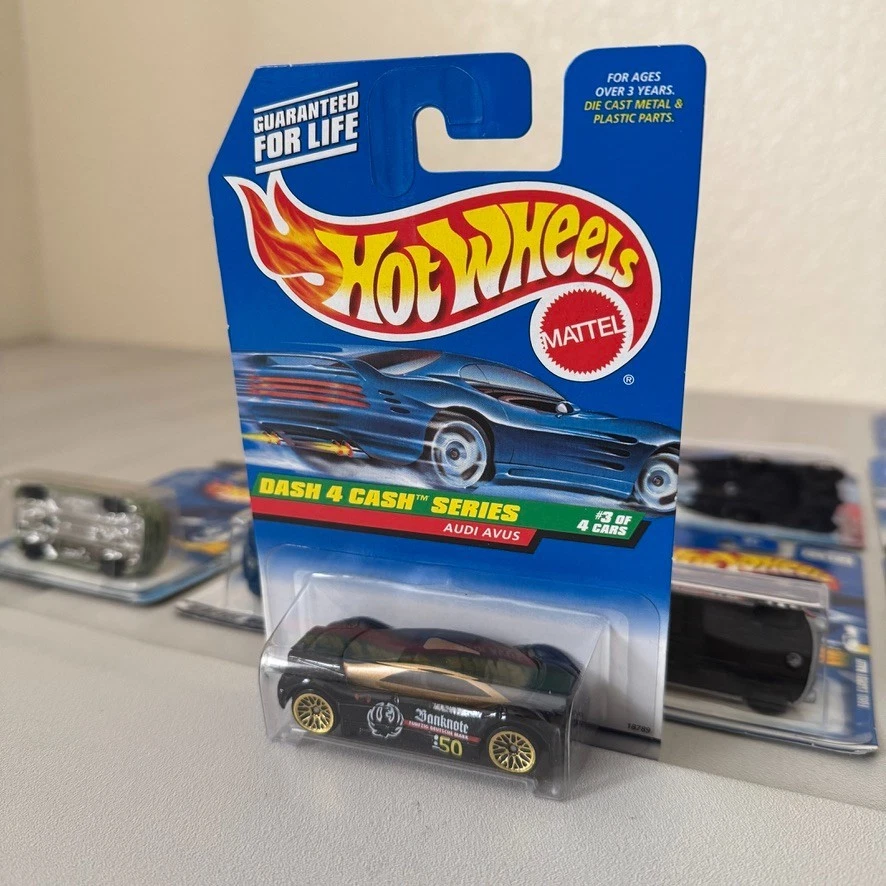 GUARANTEED
FOR LIFE
FOR AGES
OVER 3 YEARS.
DIE CAST METAL &
PLASTIC PARTS.
HOT WHEELS
MATTEL
®
DASH 4 CASH™ SERIES
AUDI AVUS
#3 OF
4 CARS
Banknote
50